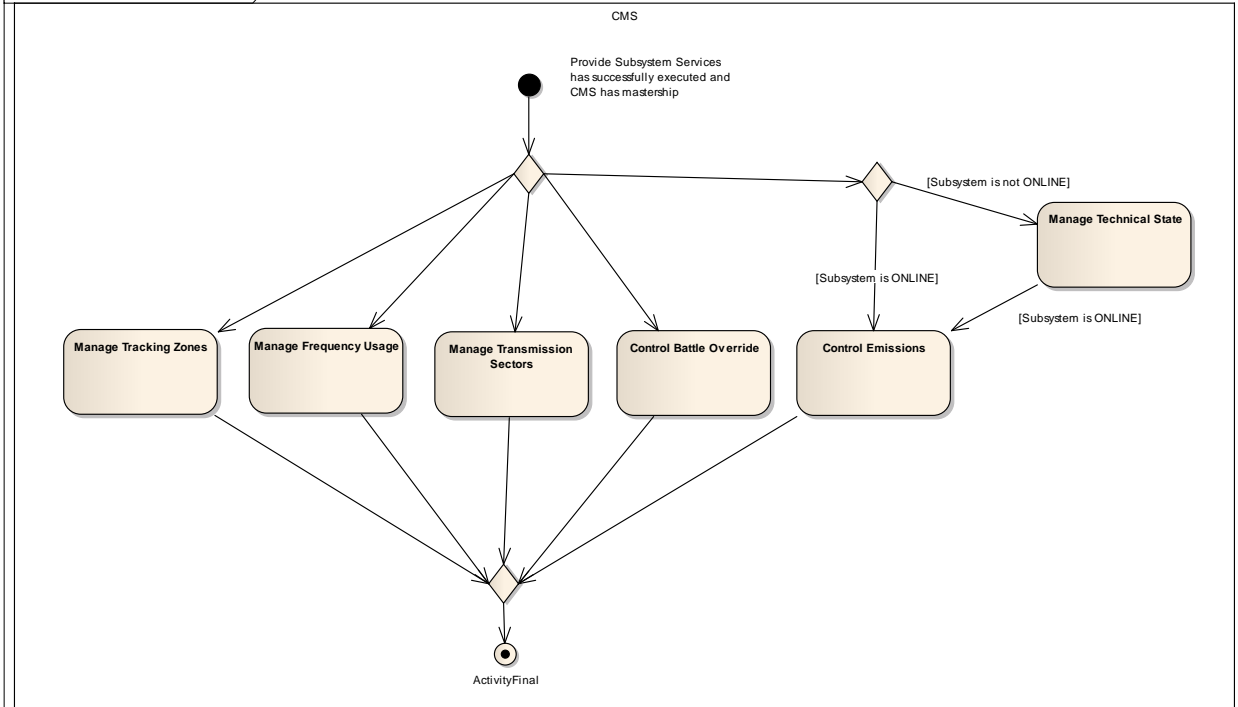 CMS
Provide Subsystem Services
has successfully executed and
CMS has mastership
[Subsystem is not ONLINE]
Manage Technical State
[Subsystem is ONLINE]
[Subsystem is ONLINE]
Manage Tracking Zones
Manage Frequency Usage
Manage Transmission
Sectors
Control Battle Override
Control Emissions
ActivityFinal